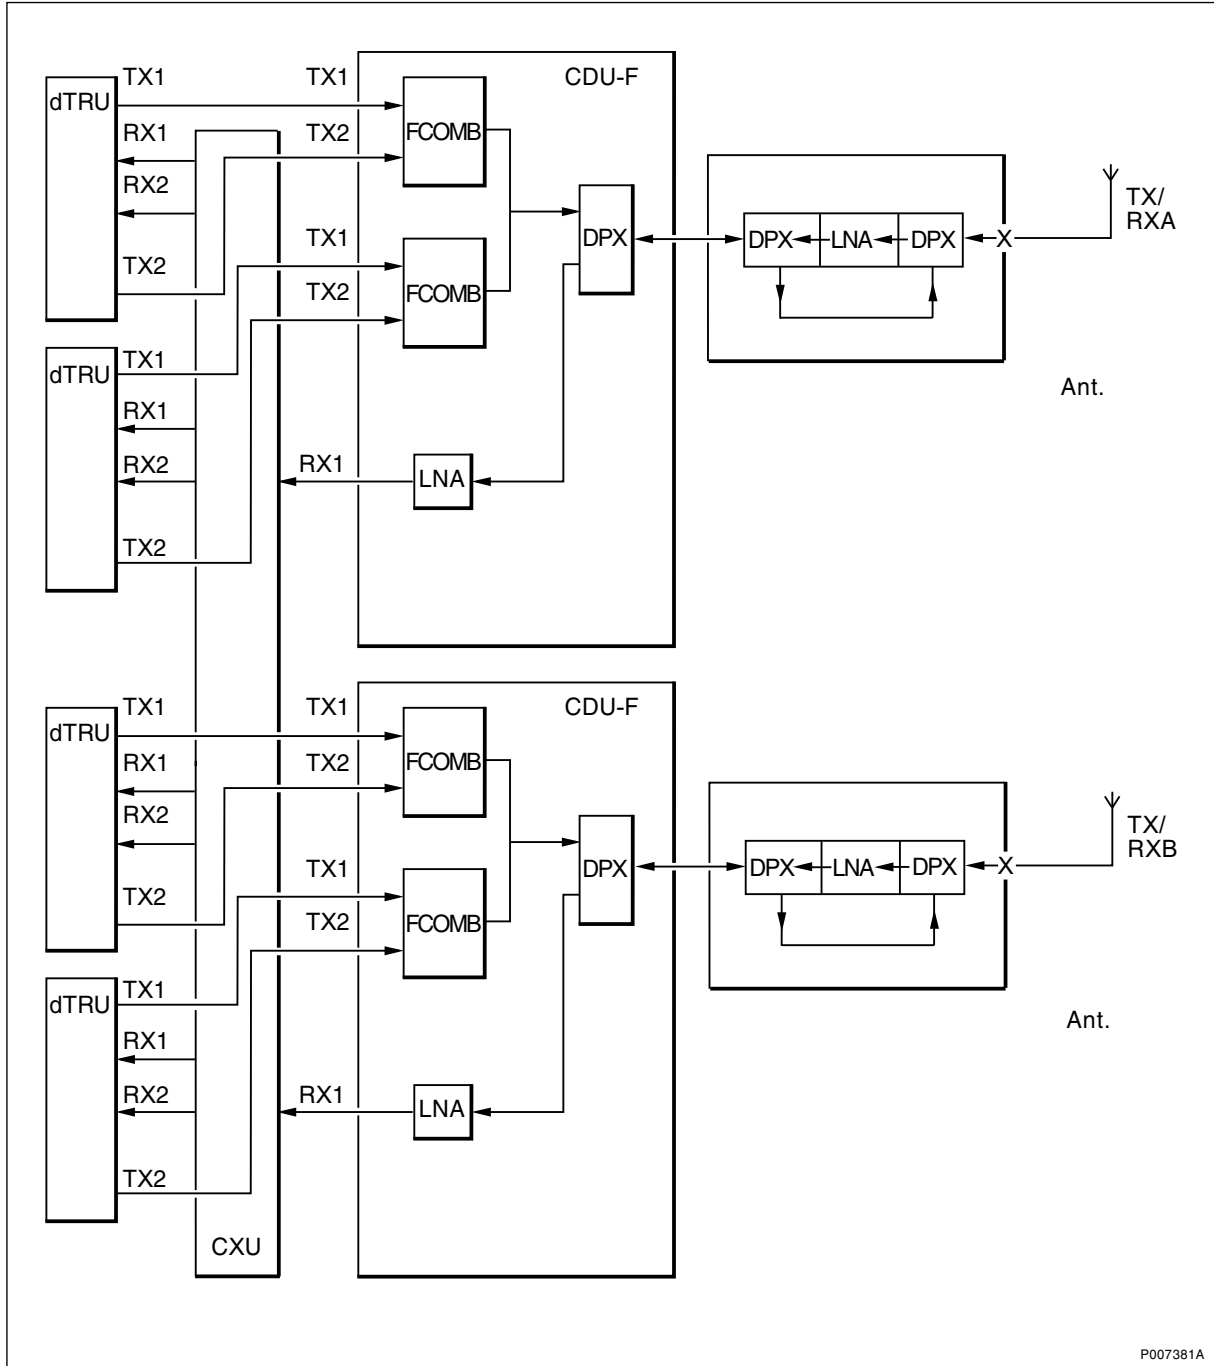 TX1
TX1
CDU-F
dTRU
RX1
TX2
FCOMB
RX2
TX/
RXA
TX1
DPX
DPX
LNA
DPX
X
TX2
TX2
FCOMB
TX1
dTRU
Ant.
RX1
RX2
RX1
LNA
TX2
TX1
TX1
CDU-F
dTRU
RX1
TX2
FCOMB
RX2
TX/
RXB
TX1
DPX
DPX
LNA
DPX
X
TX2
TX2
FCOMB
TX1
dTRU
Ant.
RX1
RX2
RX1
LNA
TX2
CXU
P007381A